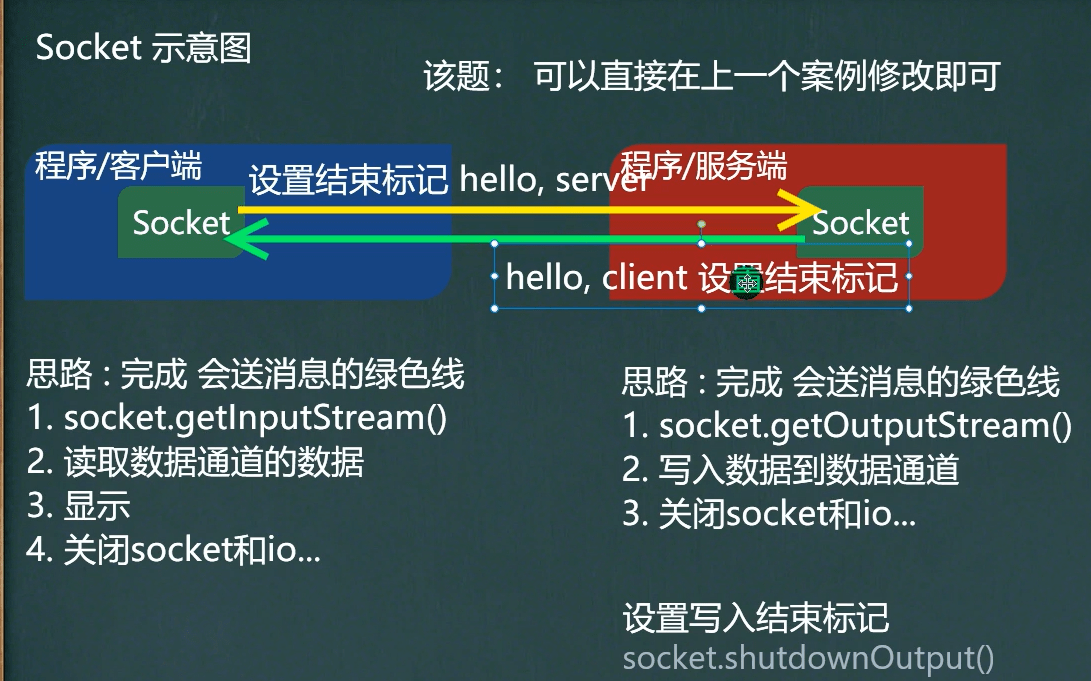 Socket 示意图
该题： 可以直接在上一个案例修改即可
程序/客户端
设置结束标记 hello, server
程序/服务端
Socket
Socket
hello, client 设置结束标记
思路 : 完成 会送消息的绿色线
1. socket.getInputStream()
2. 读取数据通道的数据
3. 显示
4. 关闭socket和io...
思路 : 完成 会送消息的绿色线
1. socket.getOutputStream()
2. 写入数据到数据通道
3. 关闭socket和io...
设置写入结束标记
socket.shutdownOutput()